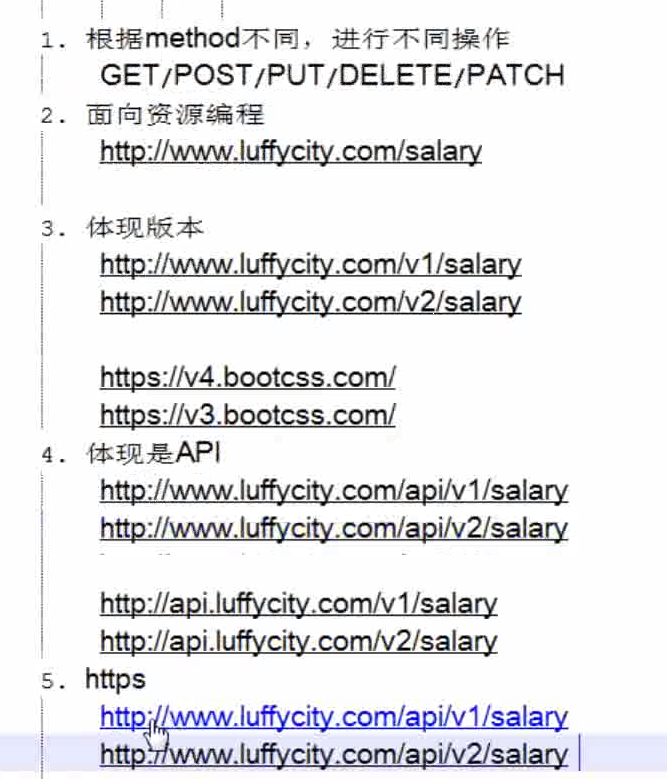 1. 根据method不同，进行不同操作
GET/POST/PUT/DELETE/PATCH
2. 面向资源编程
http://www.luffycity.com/salary
3. 体现版本
http://www.luffycity.com/v1/salary
http://www.luffycity.com/v2/salary
https://v4.bootcss.com/
https://v3.bootcss.com/
4. 体现是API
http://www.luffycity.com/api/v1/salary
http://www.luffycity.com/api/v2/salary
http://api.luffycity.com/v1/salary
http://api.luffycity.com/v2/salary
5. https
http://www.luffycity.com/api/v1/salary
http://www.luffycity.com/api/v2/salary